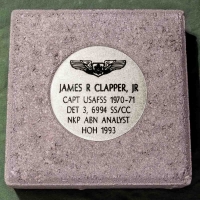 JAMES R CLAPPER, JR
CAPT USAFSS 1970-71
DET 3, 6994 SS/CC
NKP ABN ANALYST
HOH 1993